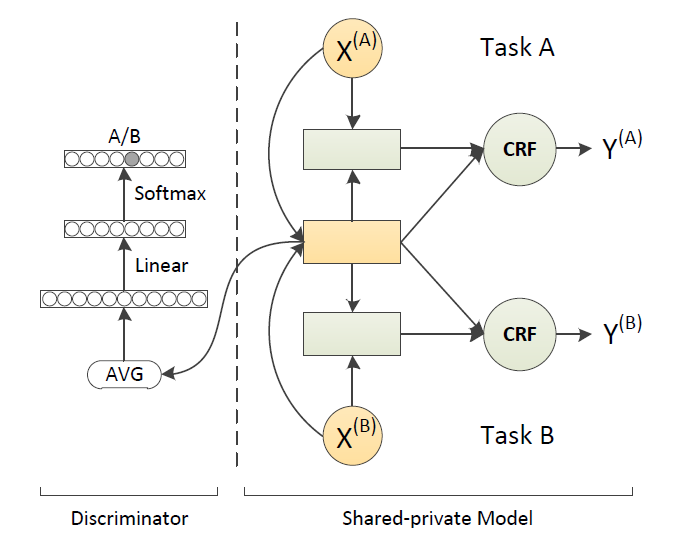 X(A)
Task A
A/B
CRF
Y(A)
Softmax
Linear
CRF
Y(B)
AVG
X(B)
Task B
Discriminator
Shared-private Model